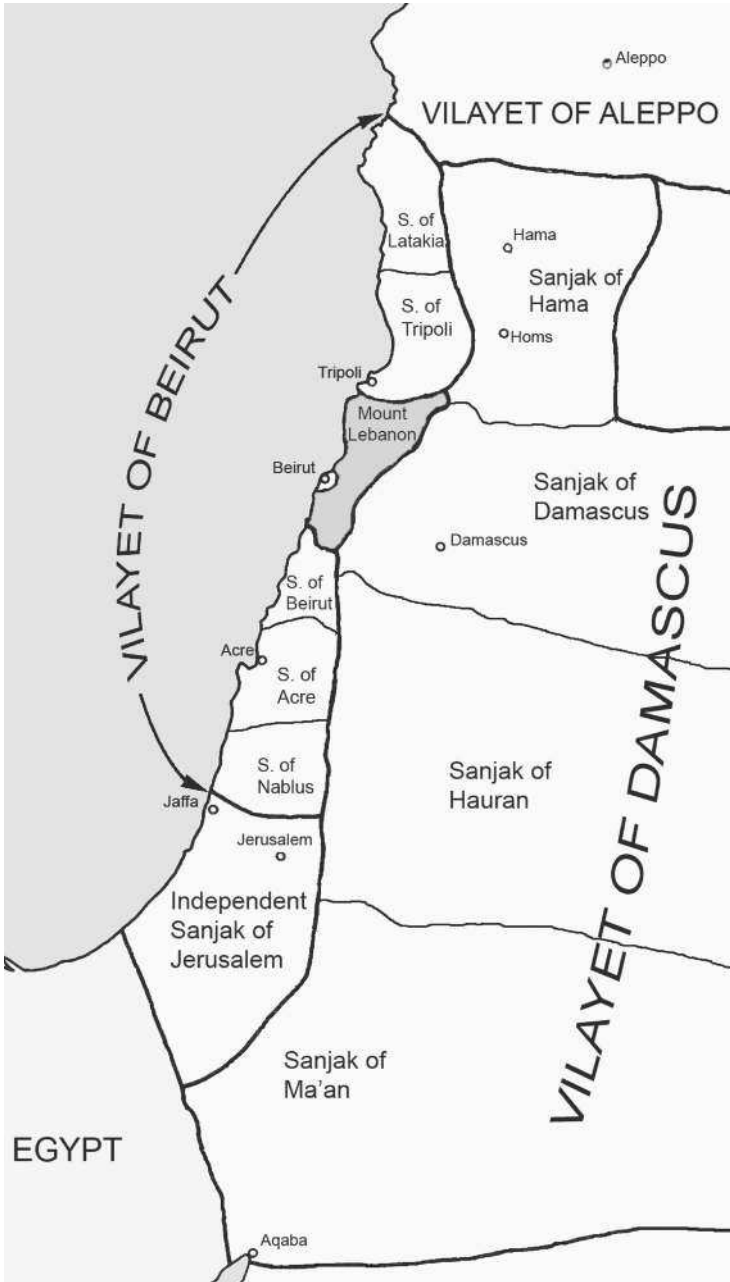 Aleppo
VILAYET OF ALEPPO
S. of
Latakia
Hama
Sanjak of
Hama
Homs
S. of
Tripoli
Tripoli
Mount
Lebanon
VILAYET OF BEIRUT
Beirut
Sanjak of
Damascus
Damascus
VILAYET OF DAMASCUS
S. of
Beirut
Acre
S. of
Acre
S. of
Nablus
Sanjak of
Hauran
Jaffa
Jerusalem
Independent
Sanjak of
Jerusalem
Sanjak of
Ma'an
EGYPT
Aqaba